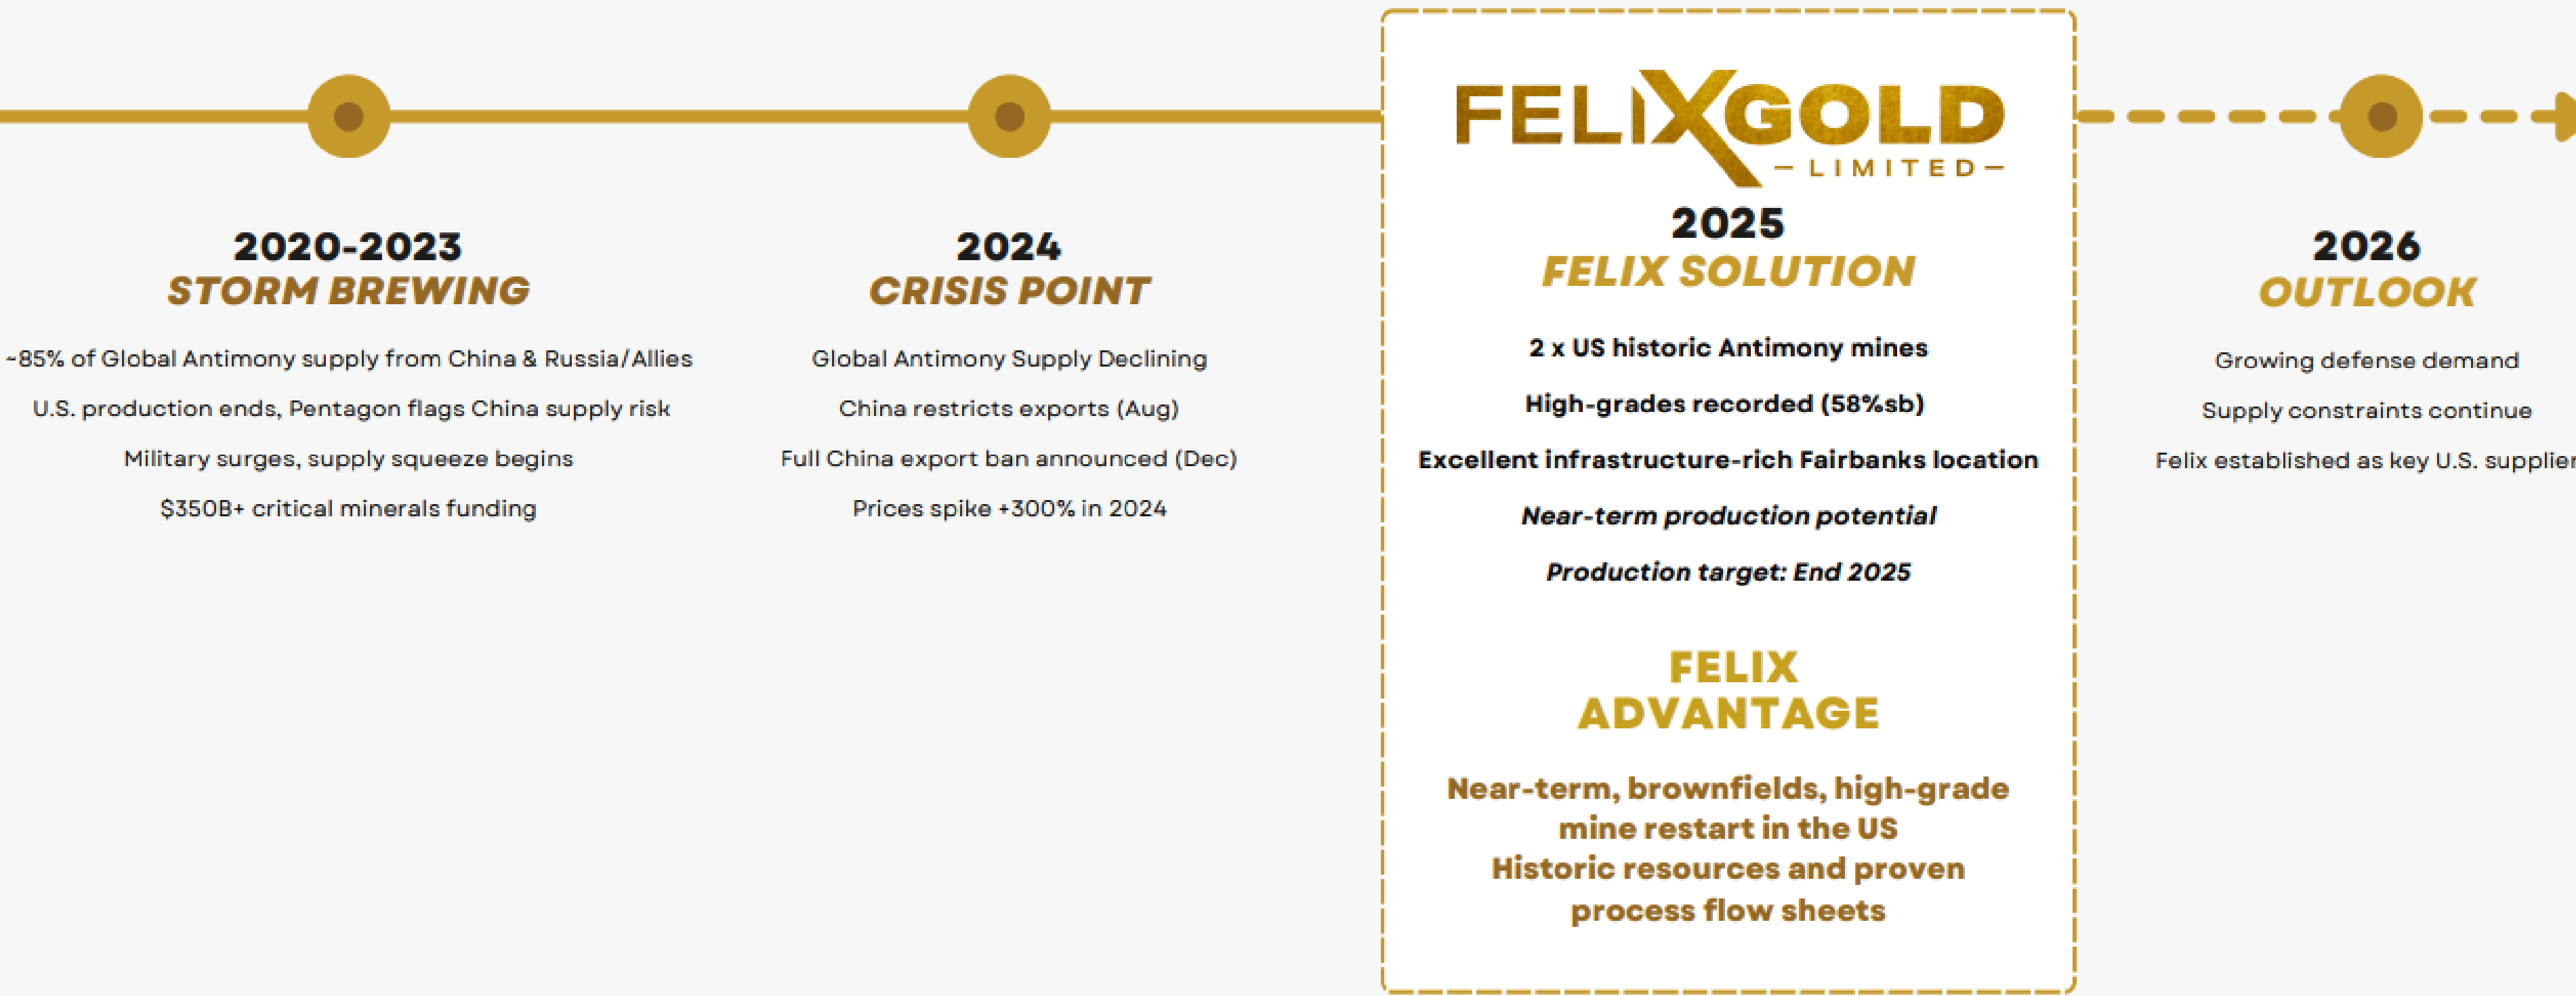 2020-2023
STORM BREWING
~85% of Global Antimony supply from China & Russia/Allies
U.S. production ends, Pentagon flags China supply risk
Military surges, supply squeeze begins
$350B+ critical minerals funding
2024
CRISIS POINT
Global Antimony Supply Declining
China restricts exports (Aug)
Full China export ban announced (Dec)
Prices spike +300% in 2024
FELIXGOLD
LIMITED
2025
FELIX SOLUTION
2 x US historic Antimony mines
High-grades recorded (58%sb)
Excellent infrastructure-rich Fairbanks location
Near-term production potential
Production target: End 2025
FELIX
ADVANTAGE
Near-term, brownfields, high-grade
mine restart in the US
Historic resources and proven
process flow sheets
2026
OUTLOOK
Growing defense demand
Supply constraints continue
Felix established as key U.S. supplier